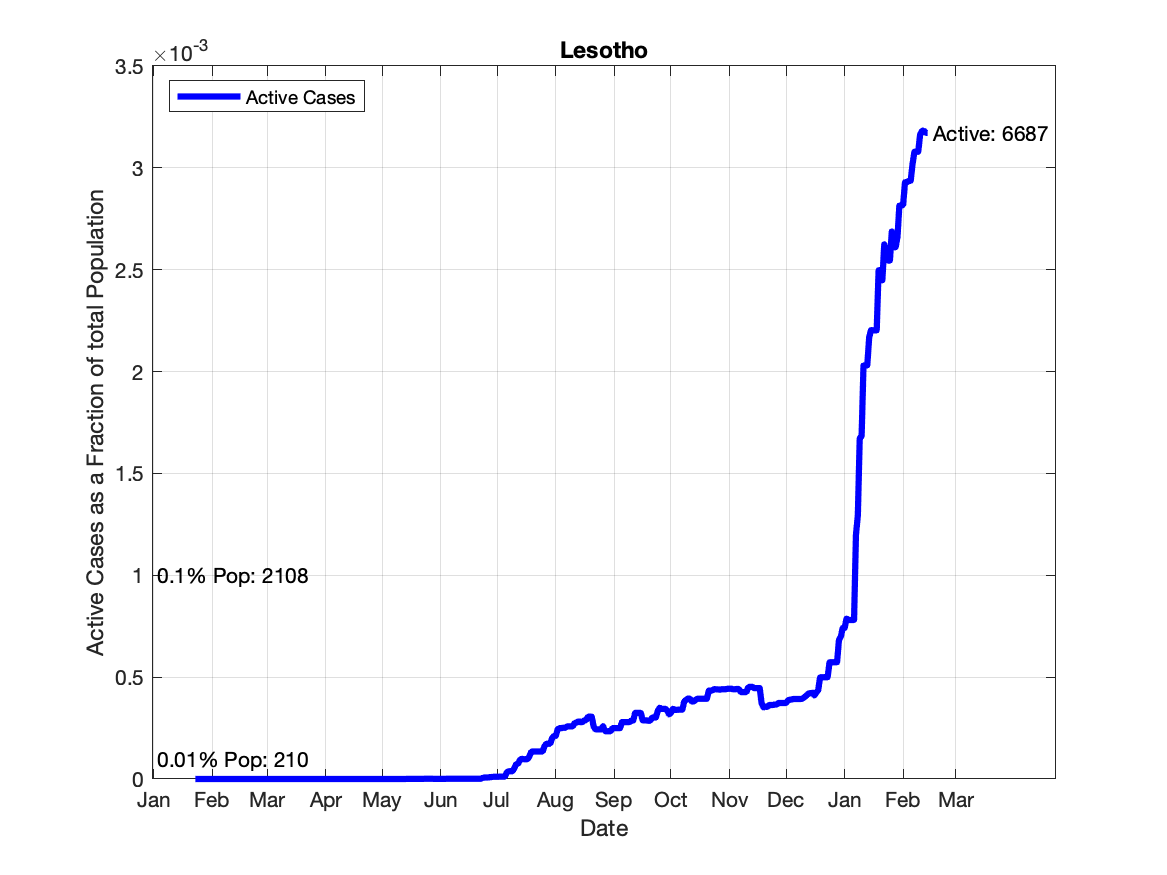 Lesotho
×10-3
Active Cases
3.5
3
2.5
2
1.5
1
0.5
0
Active Cases as a Fraction of total Population
Active: 6687
0.1% Pop: 2108
0.01% Pop: 210
Jan Feb Mar Apr May Jun Jul Aug Sep Oct Nov Dec Jan Feb Mar
Date